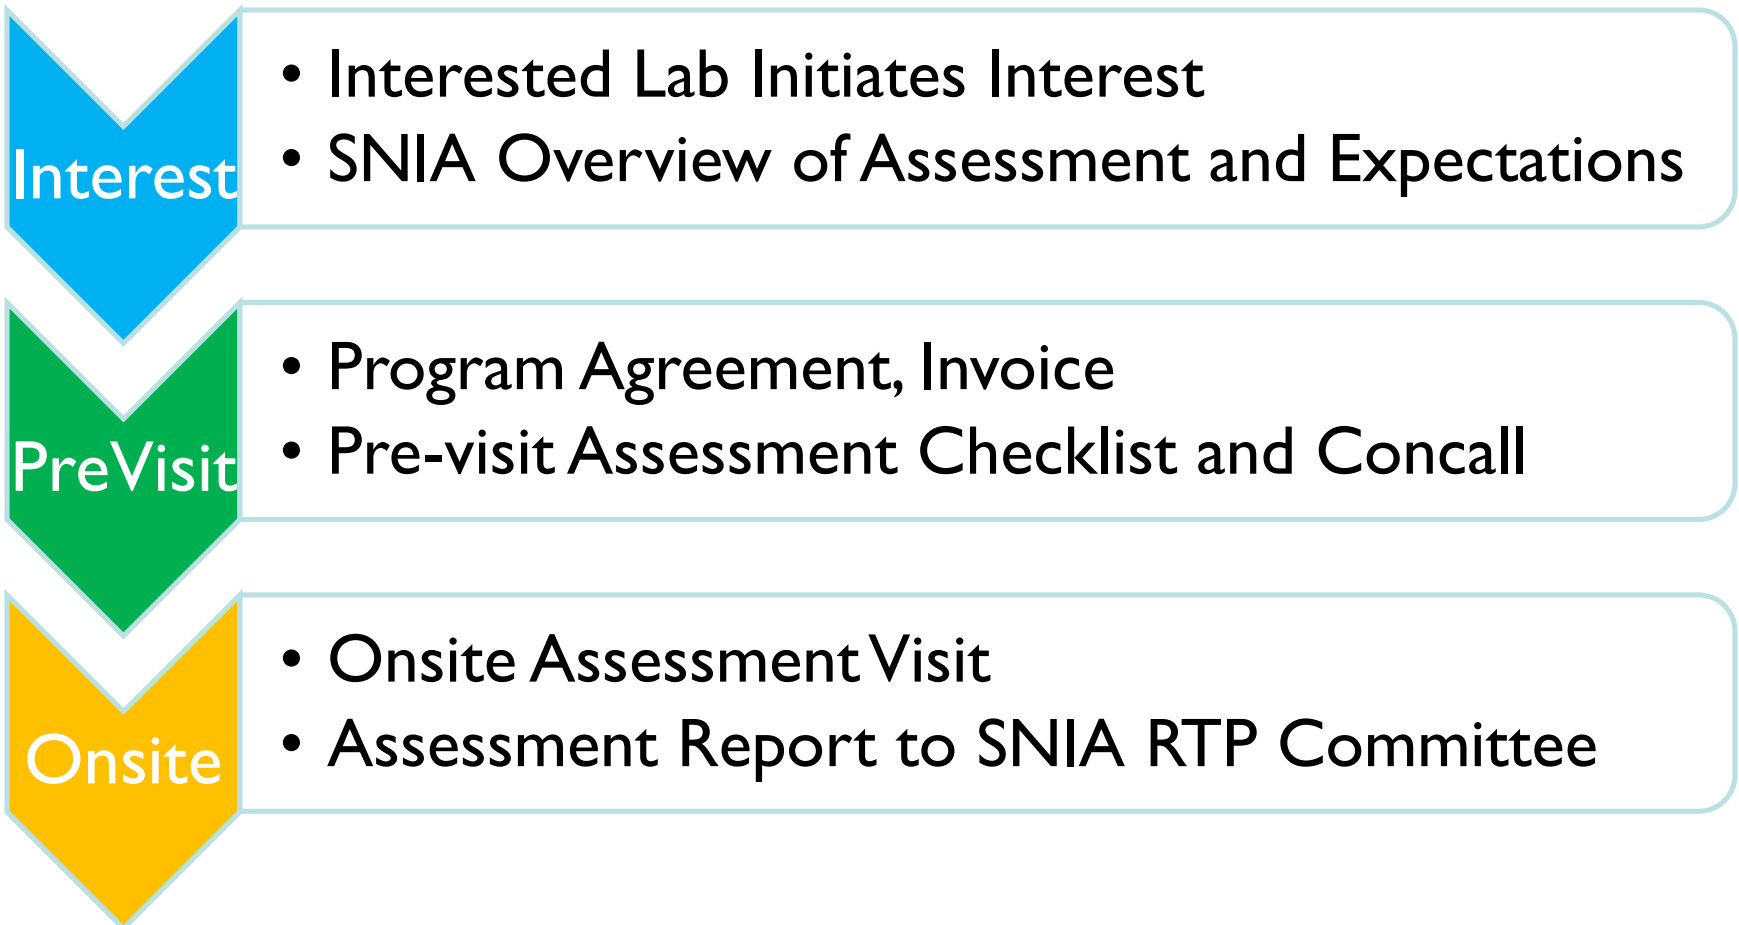 Interest
• Interested Lab Initiates Interest
• SNIA Overview of Assessment and Expectations
PreVisit
• Program Agreement, Invoice
• Pre-visit Assessment Checklist and Concall
Onsite
• Onsite Assessment Visit
• Assessment Report to SNIA RTP Committee